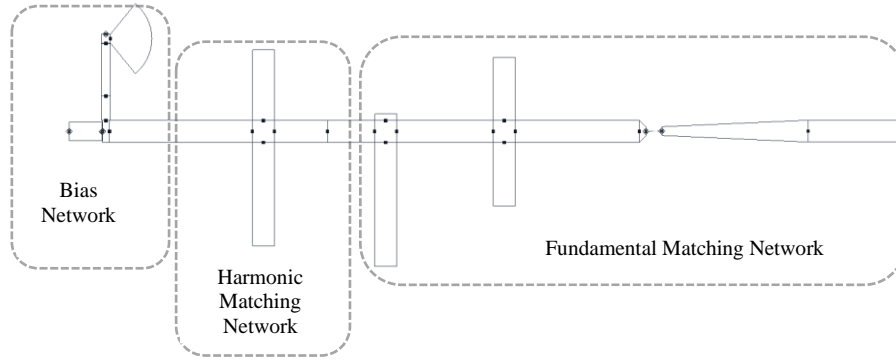 Bias
Network
Harmonic
Matching
Network
Fundamental Matching Network